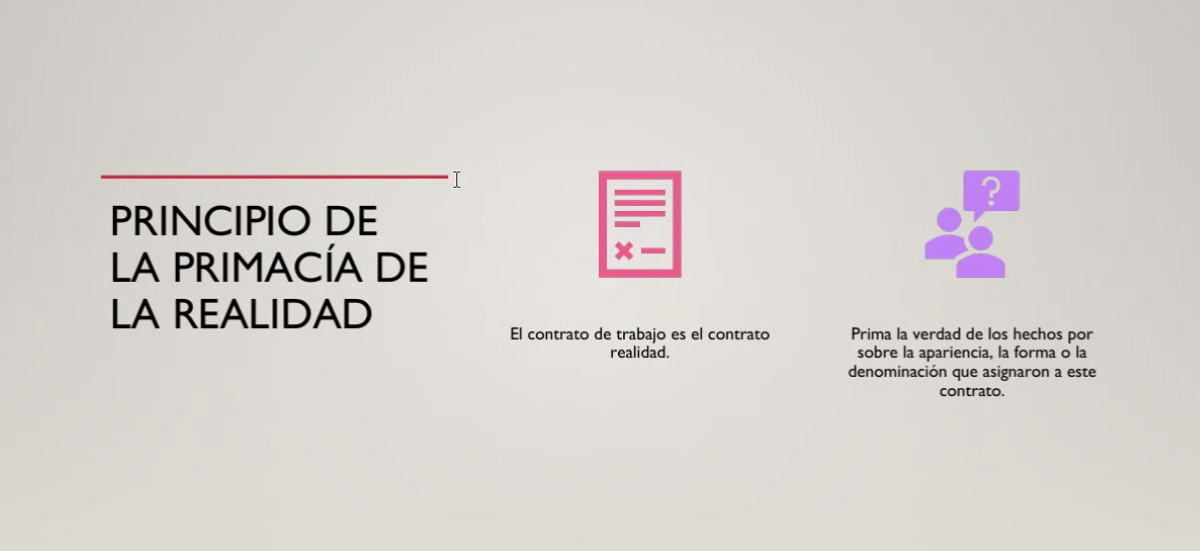 PRINCIPIO DE
LA PRIMACÍA DE
LA REALIDAD
?
El contrato de trabajo es el contrato
realidad.
Prima la verdad de los hechos por
sobre la apariencia, la forma o la
denominación que asignaron a este
contrato.